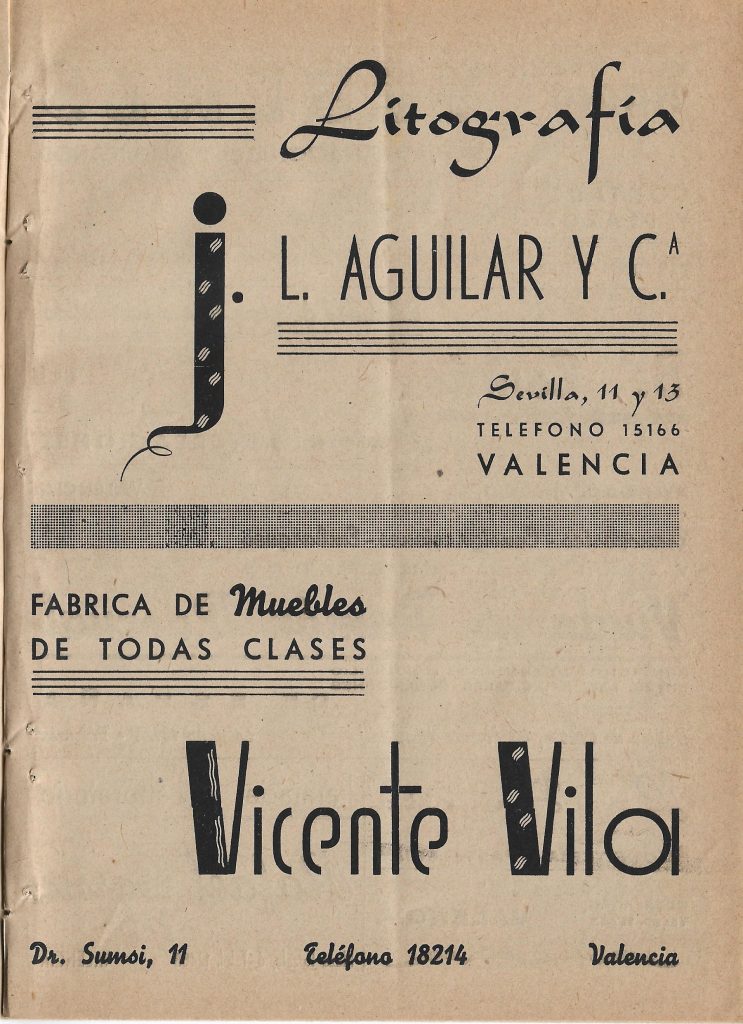 Litografía
J. L. AGUILAR Y C.ª
Sevilla, 11 y 13
TELEFONO 15166
VALENCIA
FABRICA DE Muebles
DE TODAS CLASES
Vicente Vila
Dr. Sumsi, 11 Teléfono 18214 Valencia